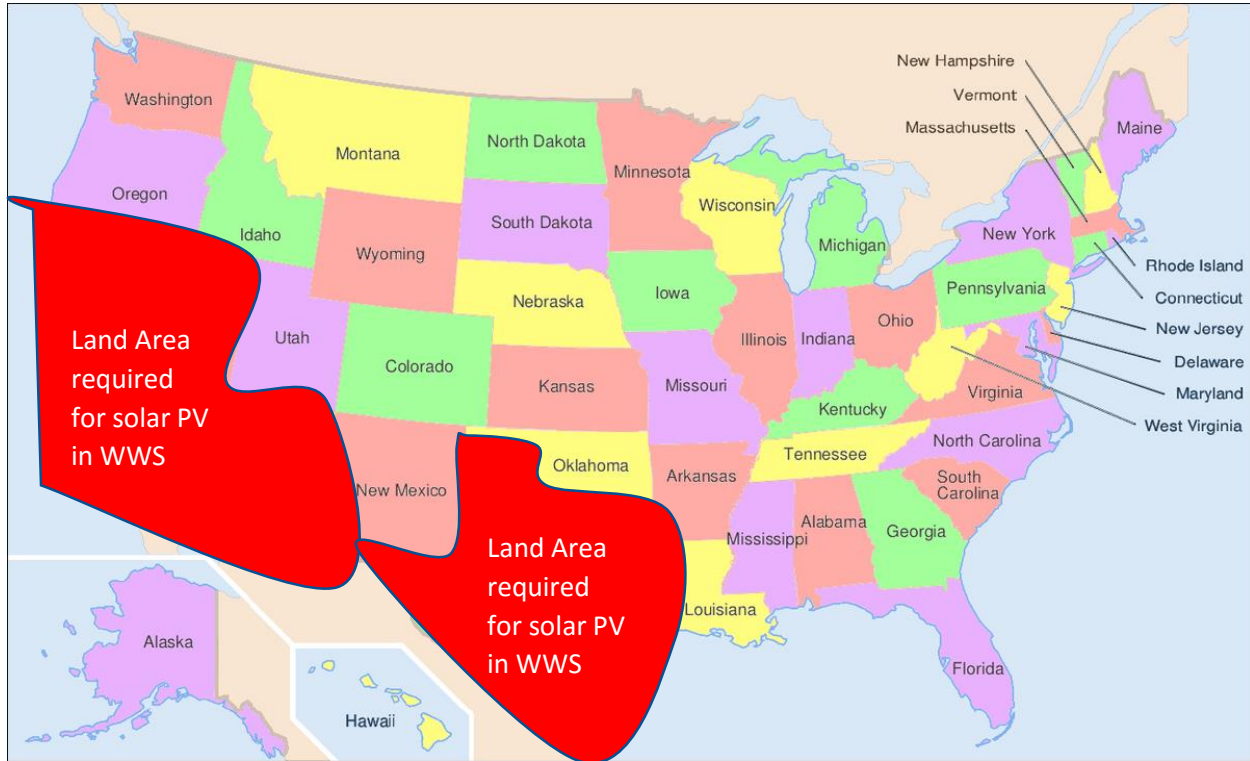 New Hampshire
Vermont
Massachusetts
Washington
Montana
North Dakota
Minnesota
Maine
Oregon
Idaho
South Dakota
Wisconsin
Michigan
New York
Wyoming
Rhode Island
Connecticut
New Jersey
Delaware
Maryland
West Virginia
Nebraska
Iowa
Pennsylvania
Illinois
Indiana
Ohio
Utah
Colorado
Kansas
Missouri
Kentucky
Virginia
Land Area
required
for solar PV
in WWS
Oklahoma
Arkansas
Tennessee
North Carolina
South
Carolina
New Mexico
Mississippi
Alabama
Georgia
Land Area
required
for solar PV
in WWS
Louisiana
Florida
Alaska
Hawaii